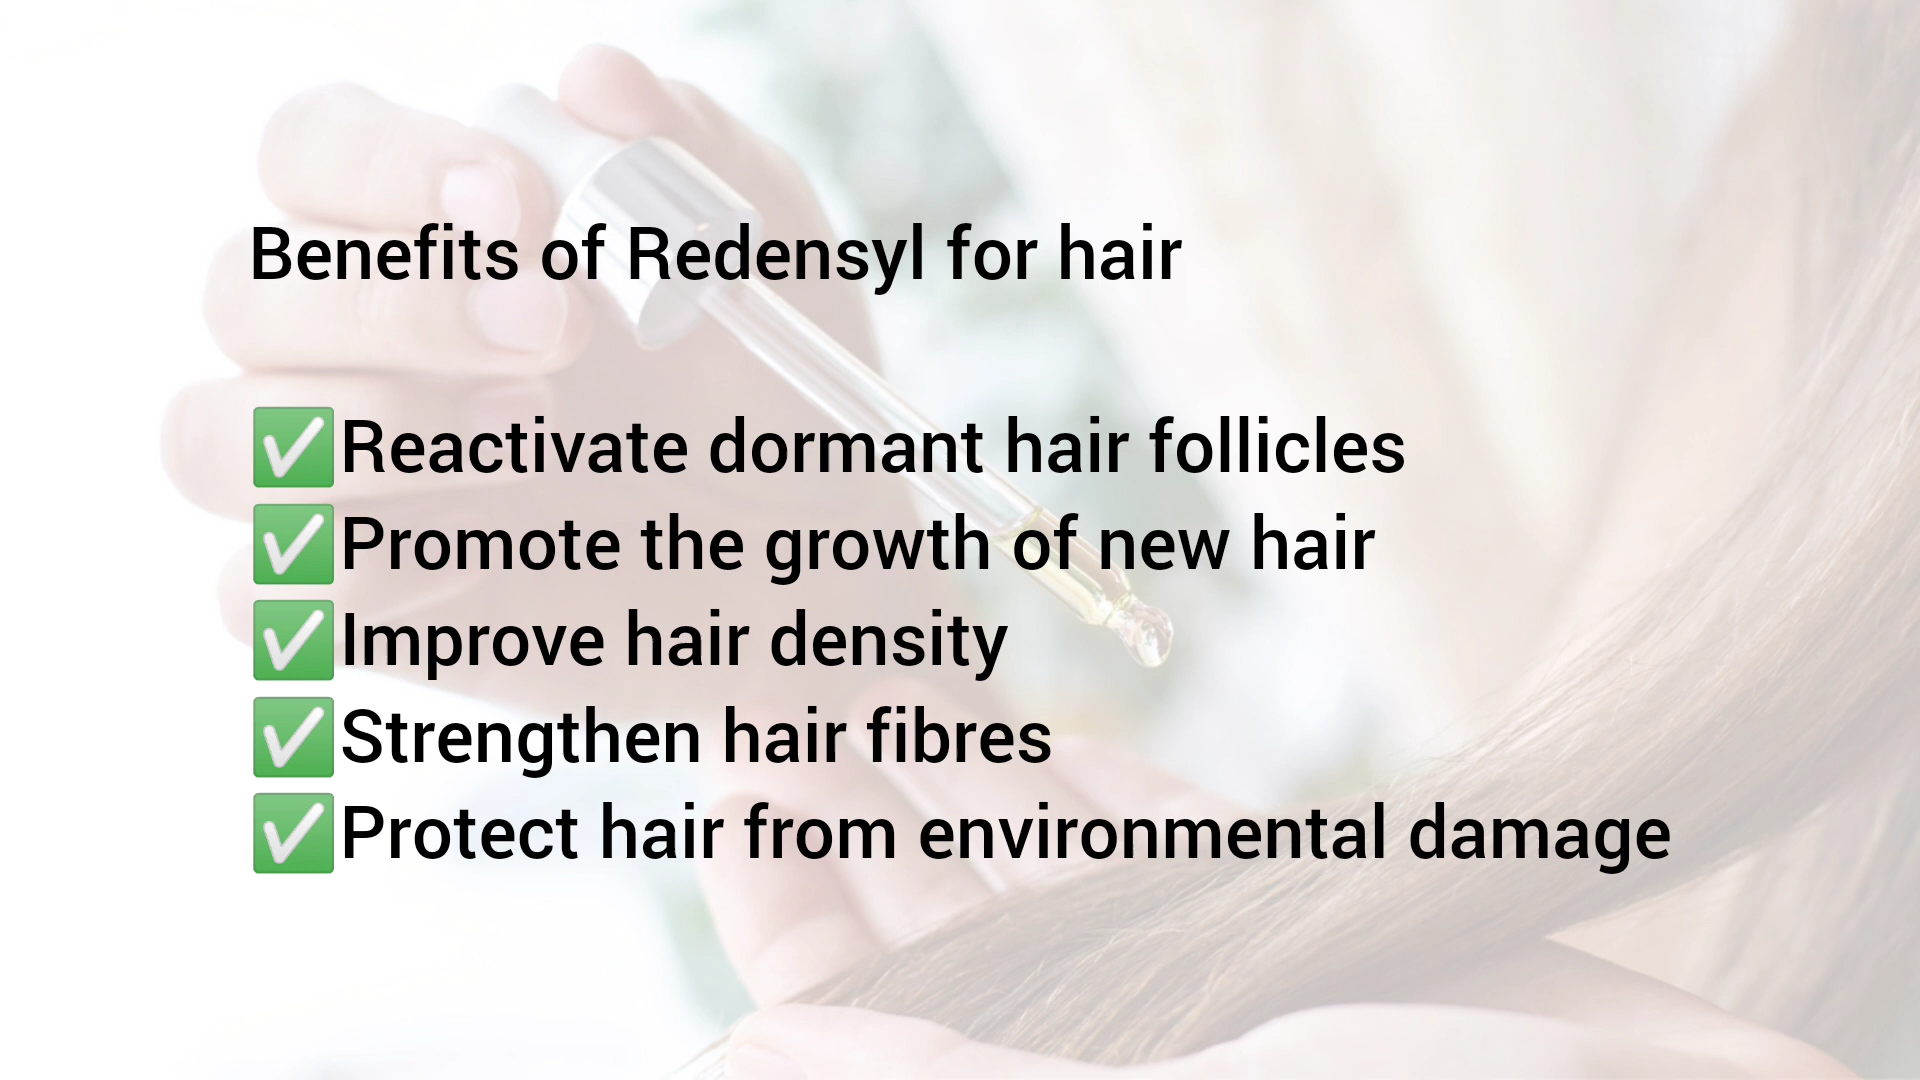 Benefits of Redensyl for hair
✅Reactivate dormant hair follicles
✅Promote the growth of new hair
✅Improve hair density
✅Strengthen hair fibres
✅Protect hair from environmental damage